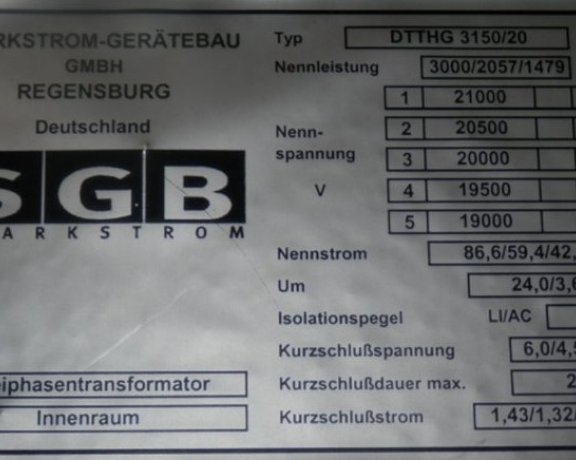 RKSTROM-GERÄTEBAU
GMBH
REGENSBURG
Deutschland
SGB
ARKSTROM
iphasentransformator
Innenraum
Typ DTTHG 3150/20
Nennleistung 3000/2057/1479
Nenn-
spannung
V
1 21000
2 20500
3 20000
4 19500
5 19000
Nennstrom 86,6/59,4/42,
Um 24,0/3,6
Isolationspegel LI/AC
Kurzschlußspannung 6,0/4,5
Kurzschlußdauer max. 2
Kurzschlußstrom 1,43/1,32/